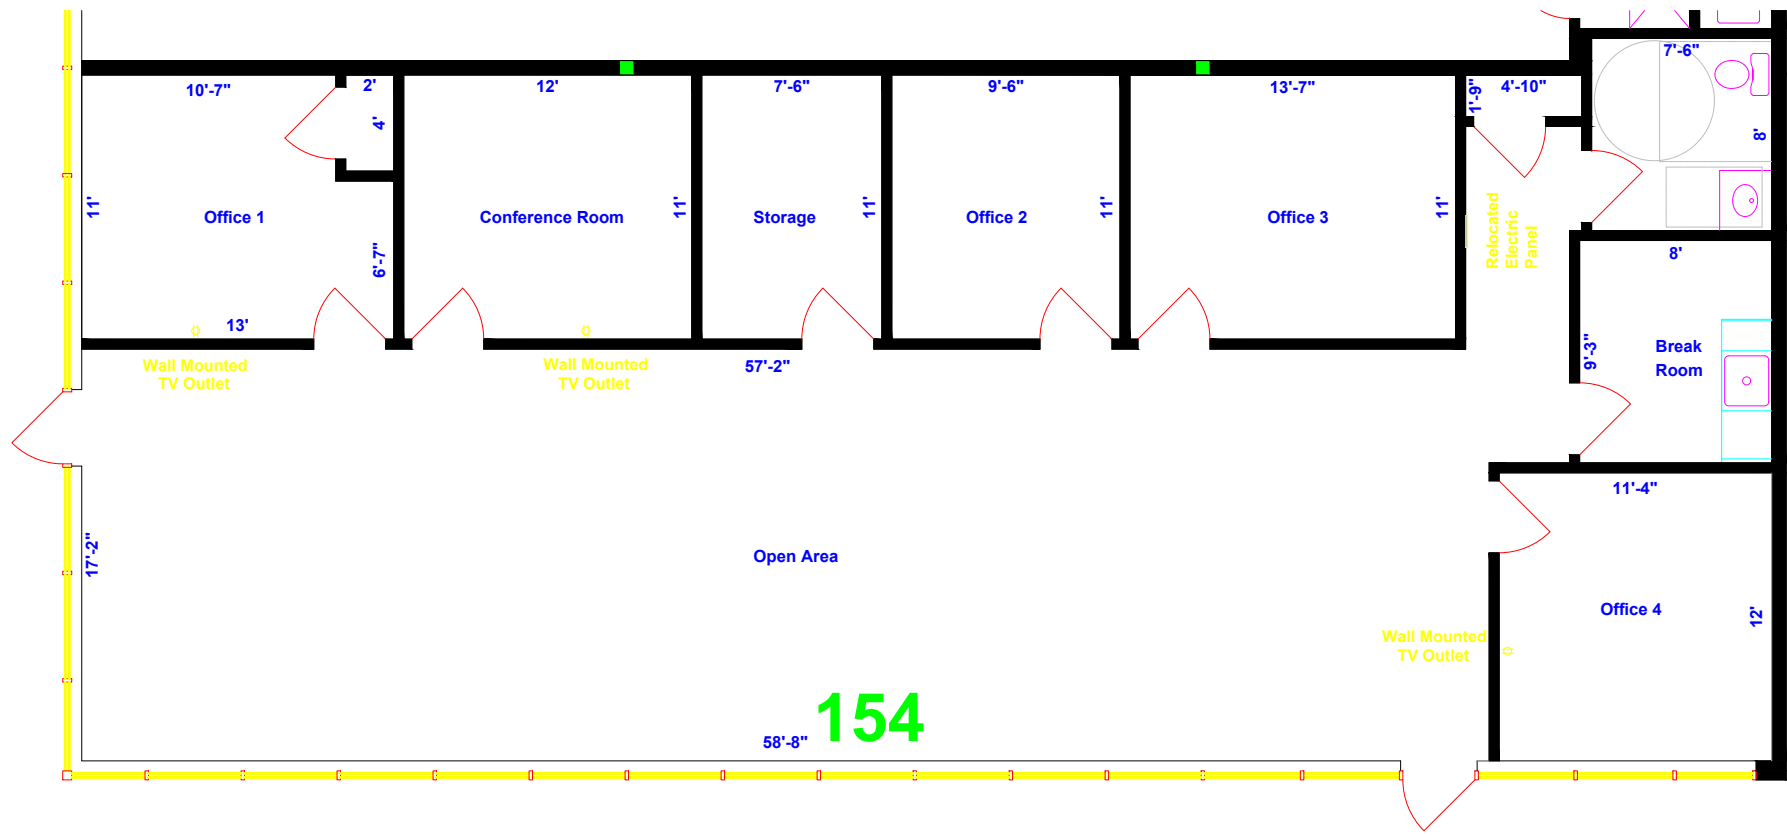 7'-6"
10'-7"
2'
12'
7'-6"
9'-6"
13'-7"
1'-9"
4'-10"
4'
8'
11'
Office 1
Conference Room
11'
Storage
11'
Office 2
11'
Office 3
11'
Relocated
Electric
Panel
6'-7"
8'
13'
Wall Mounted
TV Outlet
Wall Mounted
TV Outlet
57'-2"
9'-3"
Break
Room
11'-4"
17'-2"
Open Area
Office 4
12'
Wall Mounted
TV Outlet
154
58'-8"